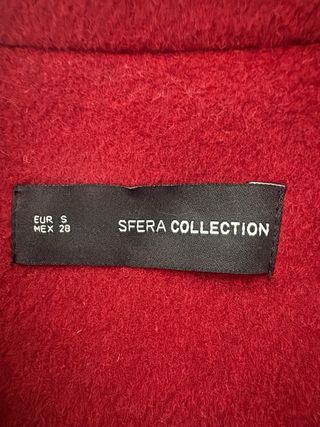 EUR S
MEX 28
SFERA COLLECTION